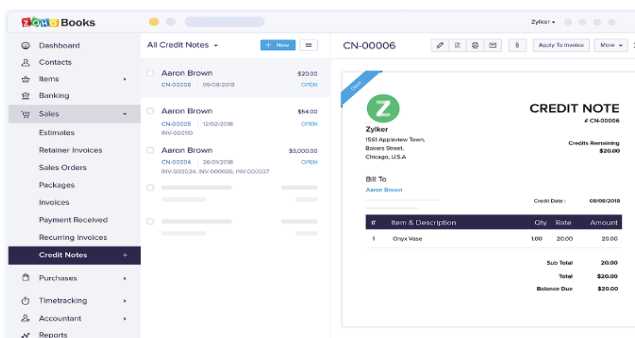 ZOHO Books
Zylker
Dashboard
Contacts
Items
Banking
Sales
Estimates
Retainer Invoices
Sales Orders
Packages
Invoices
Payment Received
Recurring Invoices
Credit Notes +
Purchases
Timetracking
Accountant
Reports
All Credit Notes
+ New
Aaron Brown $20.00
CN-00006 | 09/08/2018 OPEN
Aaron Brown $54.00
CN-00005 | 12/02/2018 OPEN
INV-000110
Aaron Brown $3,000.00
CN-00004 | 26/01/2018 OPEN
INV-000024, INV-000030, INV-000037
CN-00006
Apply To Invoice
More
Open
Z
Zylker
1561 Appleview Town,
Bakers Street,
Chicago, U.S.A
CREDIT NOTE
# CN-00006
Credits Remaining
$20.00
Bill To
Aaron Brown
Credit Date : 09/08/2018
# Item & Description Qty Rate Amount
1 Onyx Vase 1.00 20.00 20.00
Sub Total 20.00
Total $20.00
Balance Due $20.00